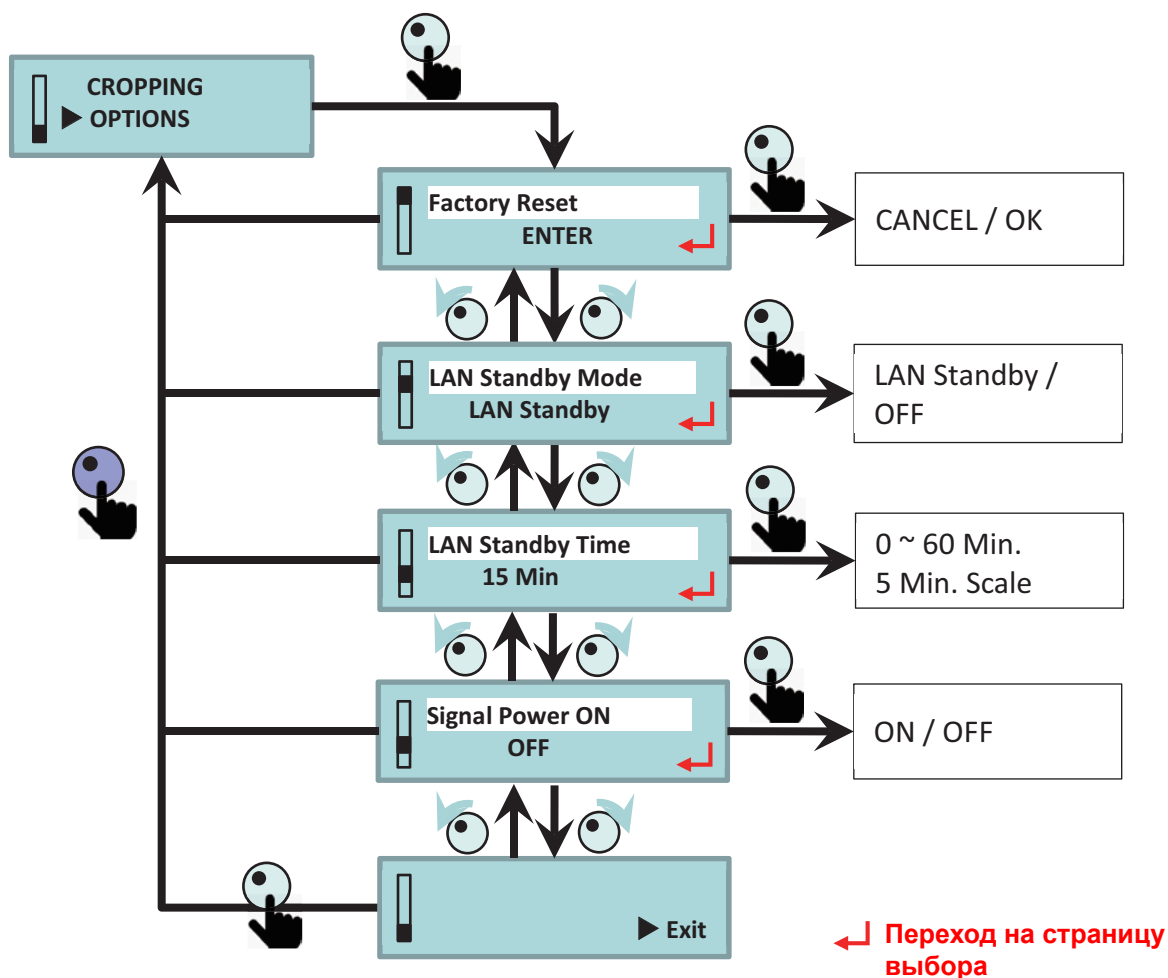 CROPPING
▶ OPTIONS
Factory Reset
ENTER
CANCEL / OK
LAN Standby Mode
LAN Standby
LAN Standby /
OFF
LAN Standby Time
15 Min
0 ~ 60 Min.
5 Min. Scale
Signal Power ON
OFF
ON / OFF
▶ Exit
Переход на страницу
выбора